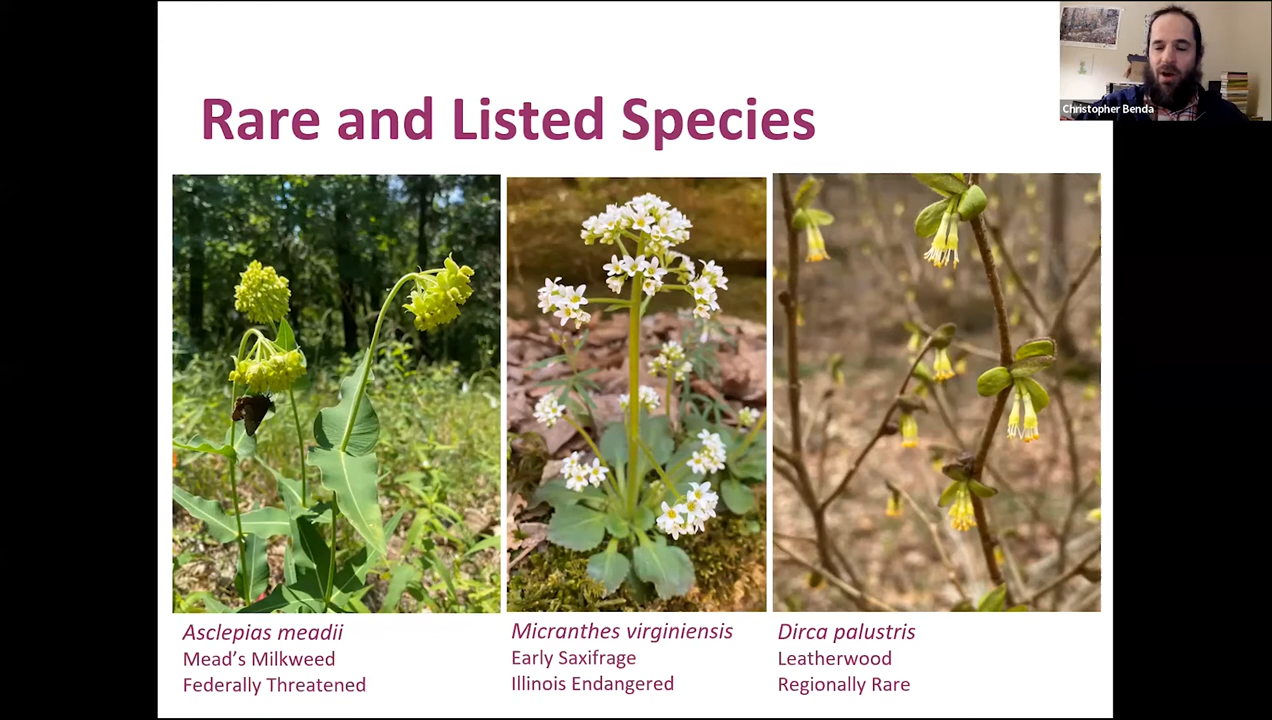 Christopher Benda
Rare and Listed Species
Asclepias meadii
Mead's Milkweed
Federally Threatened
Micranthes virginiensis
Early Saxifrage
Illinois Endangered
Dirca palustris
Leatherwood
Regionally Rare